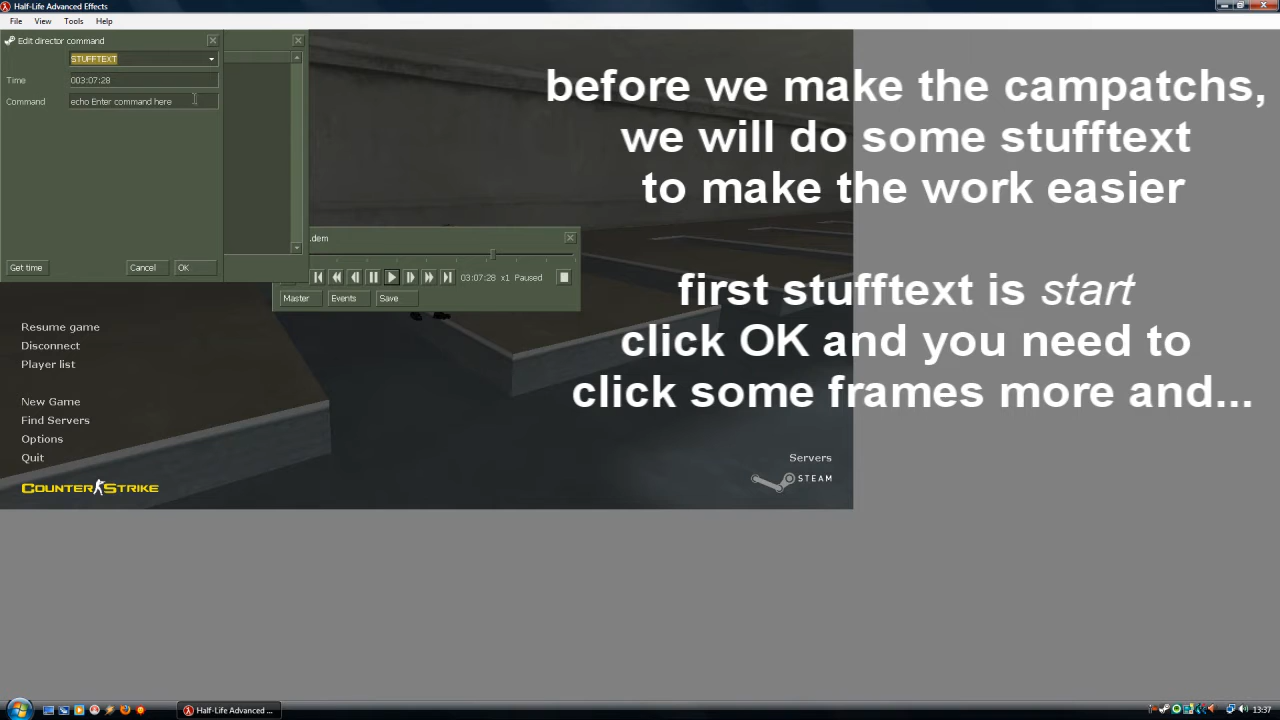 Half-Life Advanced Effects
File View Tools Help
Edit director command
STUFFTEXT
Time 003:07:28
Command echo Enter command here
Get time Cancel OK
.dem
03:07:28 x1 Paused
Master Events Save
before we make the campatchs,
we will do some stufftext
to make the work easier
first stufftext is start
click OK and you need to
click some frames more and...
Resume game
Disconnect
Player list
New Game
Find Servers
Options
Quit
COUNTER STRIKE
Servers
STEAM
Half-Life Advanced ...
13:37